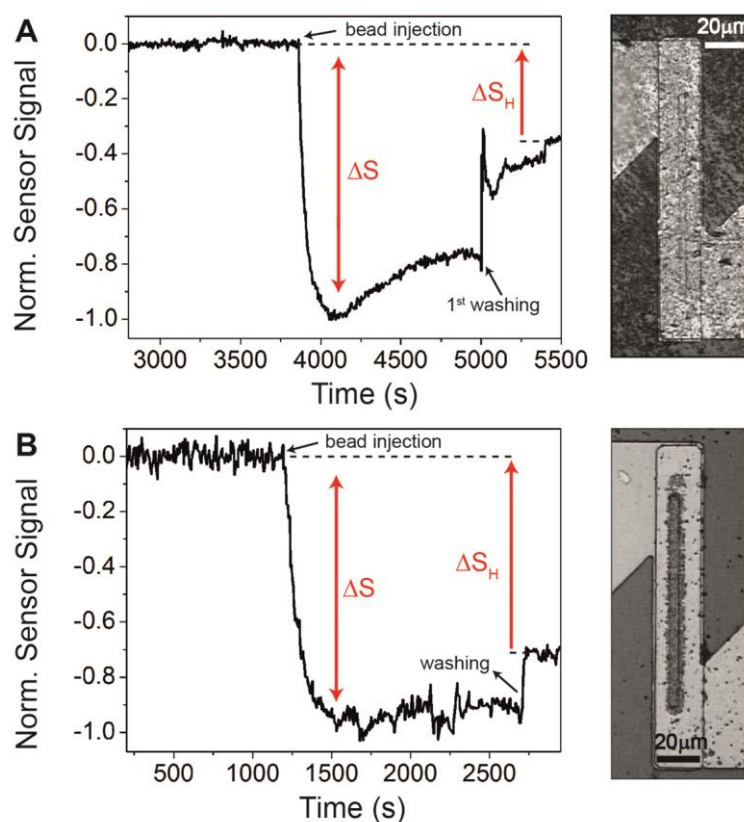 A
Norm. Sensor Signal
0.0
-0.2
-0.4
-0.6
-0.8
-1.0
bead injection
ΔS
ΔS_H
1st washing
3000 3500 4000 4500 5000 5500
Time (s)
20μm
B
Norm. Sensor Signal
0.0
-0.2
-0.4
-0.6
-0.8
-1.0
bead injection
ΔS
ΔS_H
washing
500 1000 1500 2000 2500
Time (s)
20μm